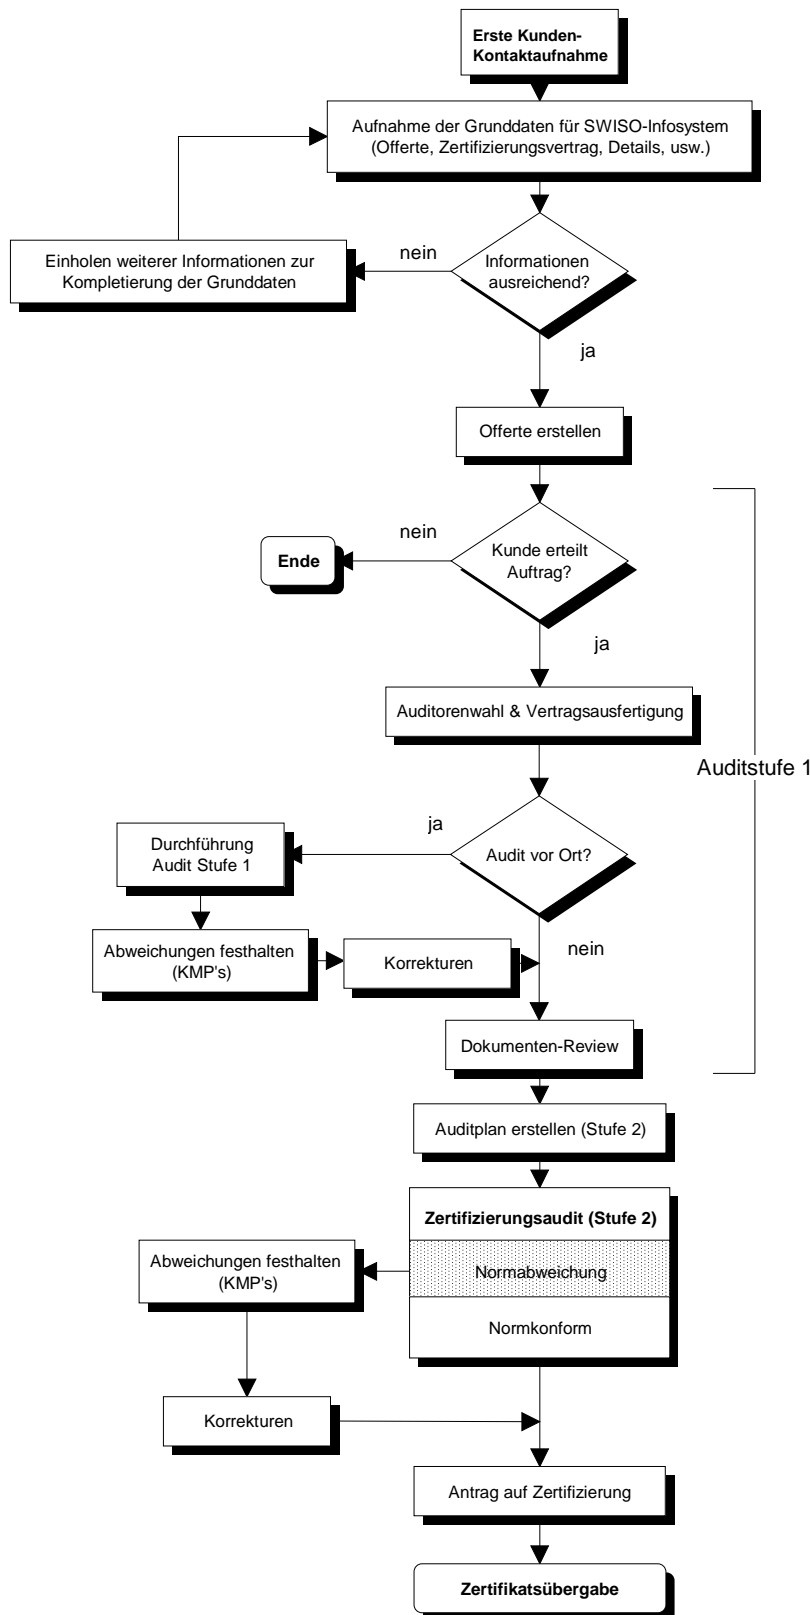 Erste Kunden-
Kontaktaufnahme
Aufnahme der Grunddaten für SWISO-Infosystem
(Offerte, Zertifizierungsvertrag, Details, usw.)
Einholen weiterer Informationen zur
Kompletierung der Grunddaten
nein
Informationen
ausreichend?
ja
Offerte erstellen
nein
Ende
Kunde erteilt
Auftrag?
ja
Auditorenwahl & Vertragsausfertigung
Auditstufe 1
ja
Durchführung
Audit Stufe 1
Audit vor Ort?
Abweichungen festhalten
(KMP's)
Korrekturen
nein
Dokumenten-Review
Auditplan erstellen (Stufe 2)
Zertifizierungsaudit (Stufe 2)
Abweichungen festhalten
(KMP's)
Normabweichung
Normkonform
Korrekturen
Antrag auf Zertifizierung
Zertifikatsübergabe